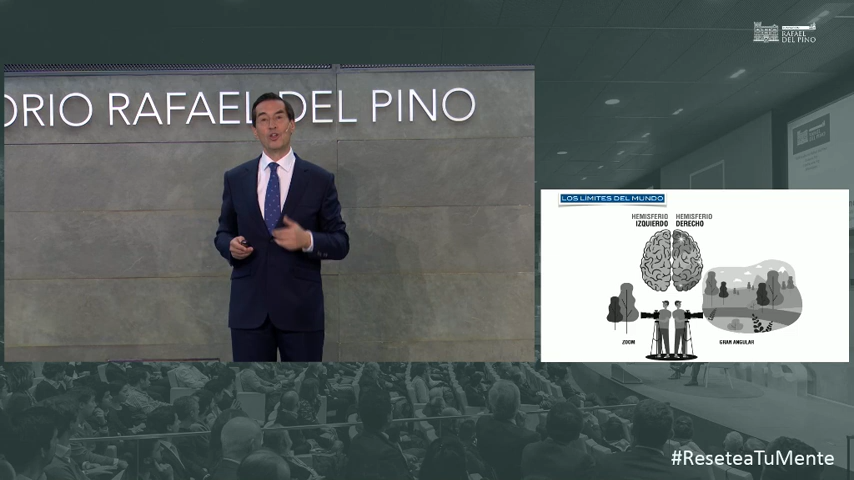 RAFAEL
DEL PINO
ORIO RAFAEL DEL PINO
LOS LÍMITES DEL MUNDO
HEMISFERIO
IZQUIERDO
HEMISFERIO
DERECHO
ZOOM
GRAN ANGULAR
#ReseteaTuMente